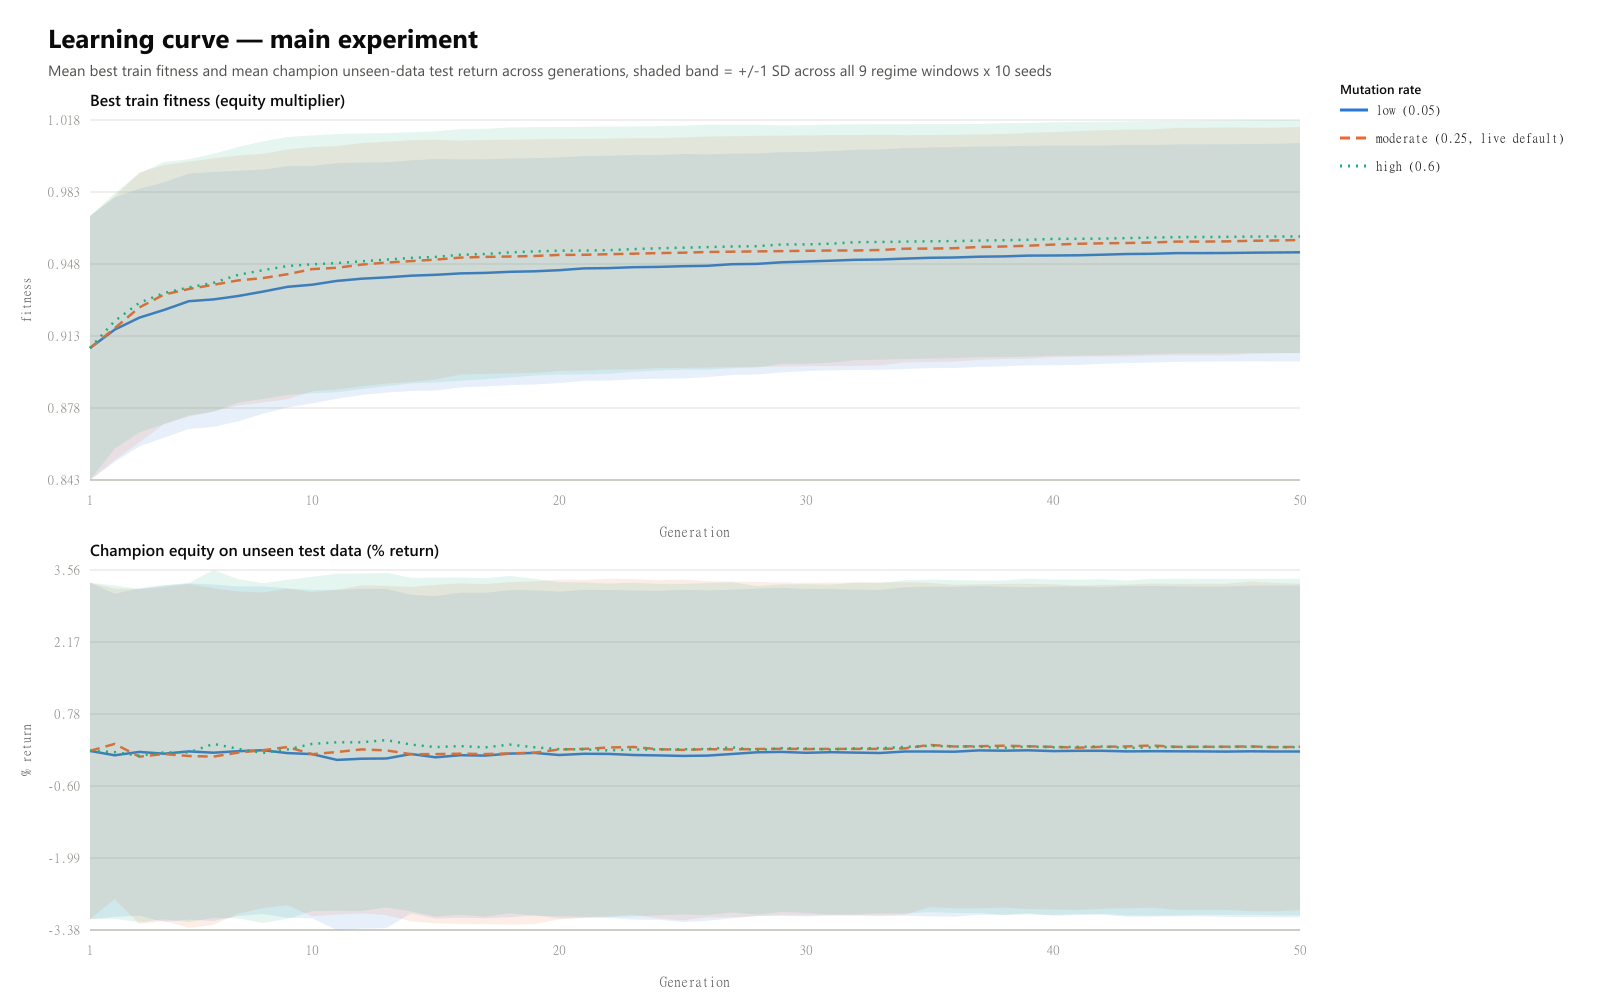 Learning curve — main experiment
Mean best train fitness and mean champion unseen-data test return across generations, shaded band = +/-1 SD across all 9 regime windows x 10 seeds
Mutation rate
low (0.05)
moderate (0.25, live default)
high (0.6)
Best train fitness (equity multiplier)
1.018
0.983
0.948
0.913
0.878
0.843
fitness
1
10
20
30
40
50
Generation
Champion equity on unseen test data (% return)
3.56
2.17
0.78
-0.60
-1.99
-3.38
% return
1
10
20
30
40
50
Generation